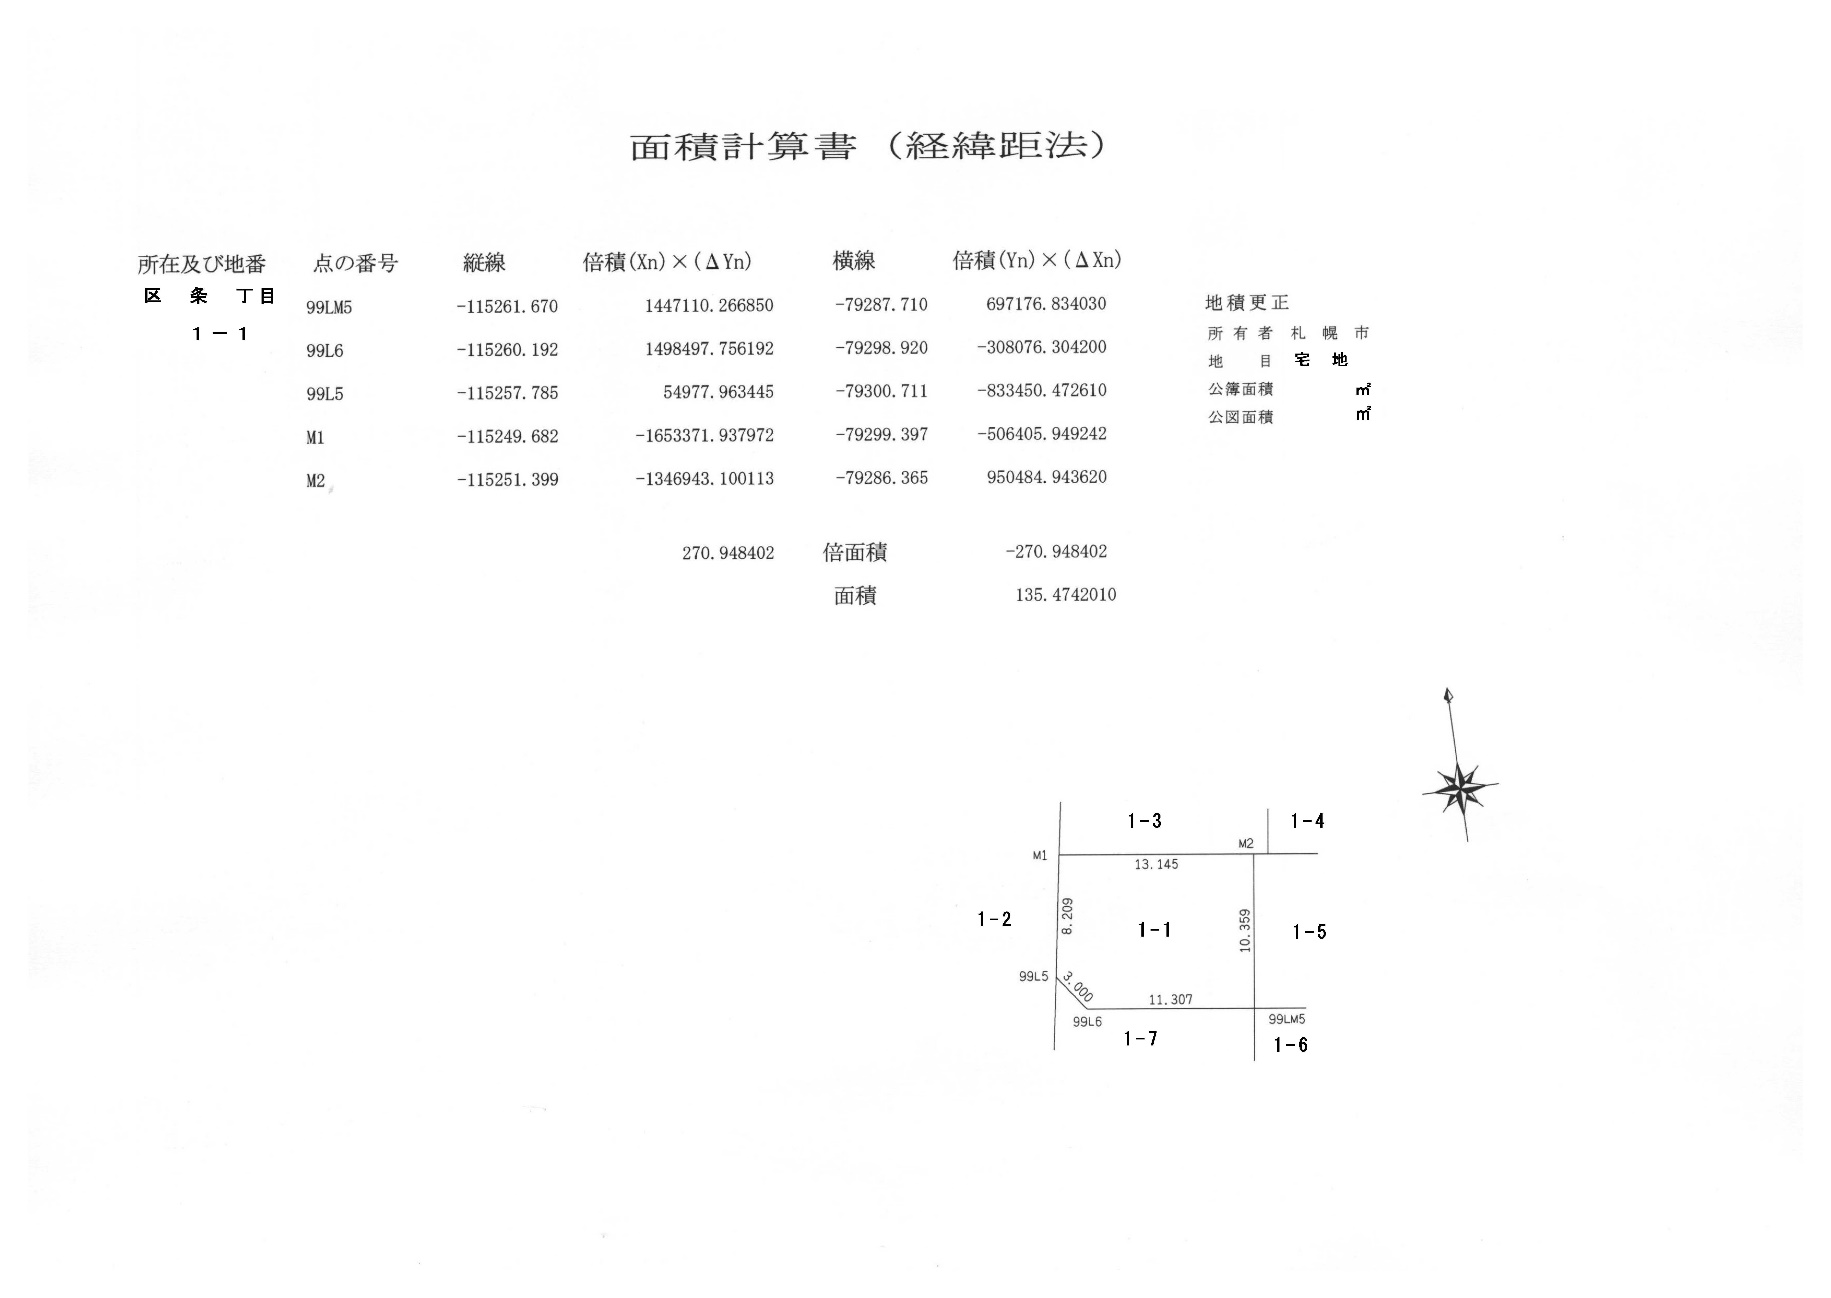 面積計算書（経緯距法）
所在及び地番　点の番号　縦線　倍積(Xn)×(ΔYn)　横線　倍積(Yn)×(ΔXn)
区　条　丁目
1－1
99LM5　-115261.670　1447110.266850　-79287.710　697176.834030
99L6　-115260.192　1498497.756192　-79298.920　-308076.304200
99L5　-115257.785　54977.963445　-79300.711　-833450.472610
M1　-115249.682　-1653371.937972　-79299.397　-506405.949242
M2　-115251.399　-1346943.100113　-79286.365　950484.943620
270.948402　倍面積　-270.948402
面積　135.4742010
地積更正
所有者　札幌市
地　目　宅地
公簿面積　㎡
公図面積　㎡
1-3
1-4
M1
M2
13.145
1-2
8.209
1-1
10.359
1-5
99L5
3.000
11.307
99L6
99LM5
1-7
1-6